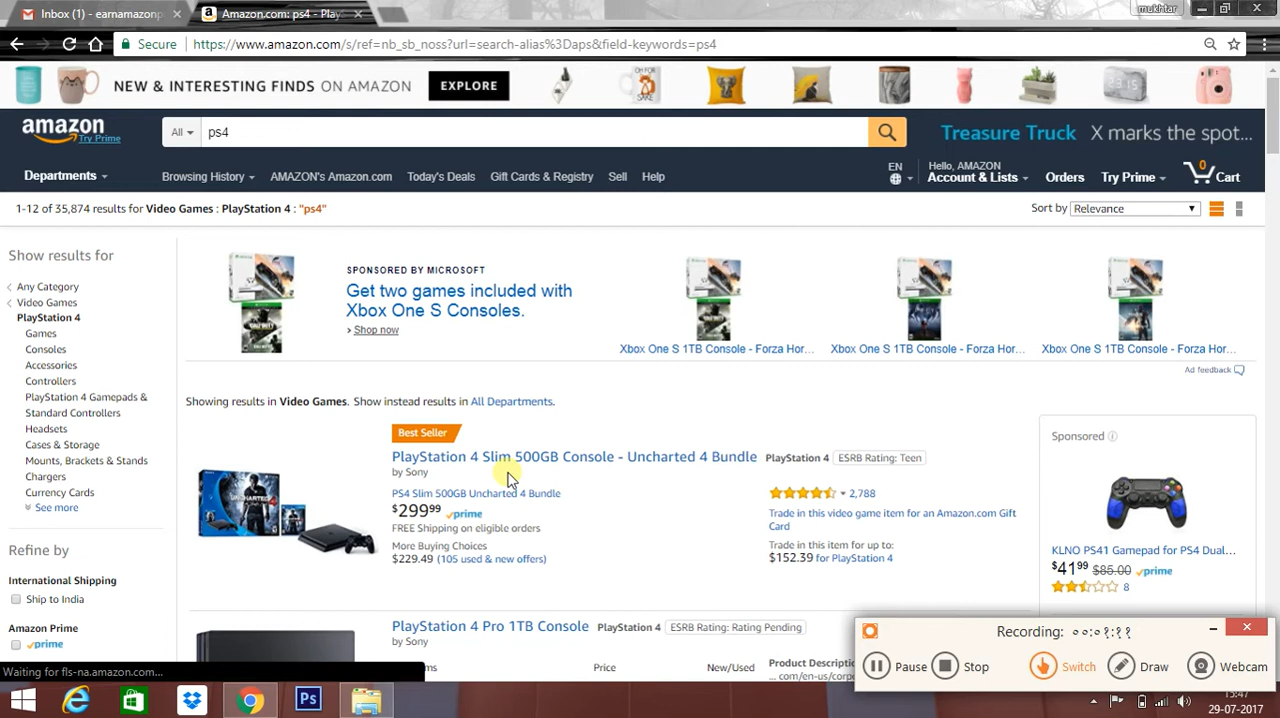 Inbox (1) - earnamazonp
Amazon.com: ps4 - Play
mukhtar
Secure
https://www.amazon.com/s/ref=nb_sb_noss?url=search-alias%3Daps&field-keywords=ps4
NEW & INTERESTING FINDS ON AMAZON
EXPLORE
OH FOR
SAKE
23:15
amazon
Try Prime
All
ps4
Treasure Truck
X marks the spot...
Departments
Browsing History
AMAZON's Amazon.com
Today's Deals
Gift Cards & Registry
Sell
Help
EN
Hello, AMAZON
Account & Lists
Orders
Try Prime
0
Cart
1-12 of 35,874 results for Video Games : PlayStation 4 : "ps4"
Sort by
Relevance
Show results for
Any Category
Video Games
PlayStation 4
Games
Consoles
Accessories
Controllers
PlayStation 4 Gamepads &
Standard Controllers
Headsets
Cases & Storage
Mounts, Brackets & Stands
Chargers
Currency Cards
See more
Refine by
International Shipping
Ship to India
Amazon Prime
prime
SPONSORED BY MICROSOFT
Get two games included with
Xbox One S Consoles.
› Shop now
Xbox One S 1TB Console - Forza Hor...
Xbox One S 1TB Console - Forza Hor...
Xbox One S 1TB Console - Forza Hor...
Ad feedback
Showing results in Video Games. Show instead results in All Departments.
Best Seller
PlayStation 4 Slim 500GB Console - Uncharted 4 Bundle
PlayStation 4
ESRB Rating: Teen
by Sony
PS4 Slim 500GB Uncharted 4 Bundle
$299.99
prime
FREE Shipping on eligible orders
More Buying Choices
$229.49 (105 used & new offers)
2,788
Trade in this video game item for an Amazon.com Gift
Card
Trade in this item for up to:
$152.39 for PlayStation 4
Sponsored
KLNO PS41 Gamepad for PS4 Dual...
$41.99 $85.00
prime
8
PlayStation 4 Pro 1TB Console
PlayStation 4
ESRB Rating: Rating Pending
by Sony
Price
New/Used
Product Descripti
... com/en-us/corpe
Waiting for fls-na.amazon.com...
Recording:
Pause
Stop
Switch
Draw
Webcam
Ps
15:47
29-07-2017